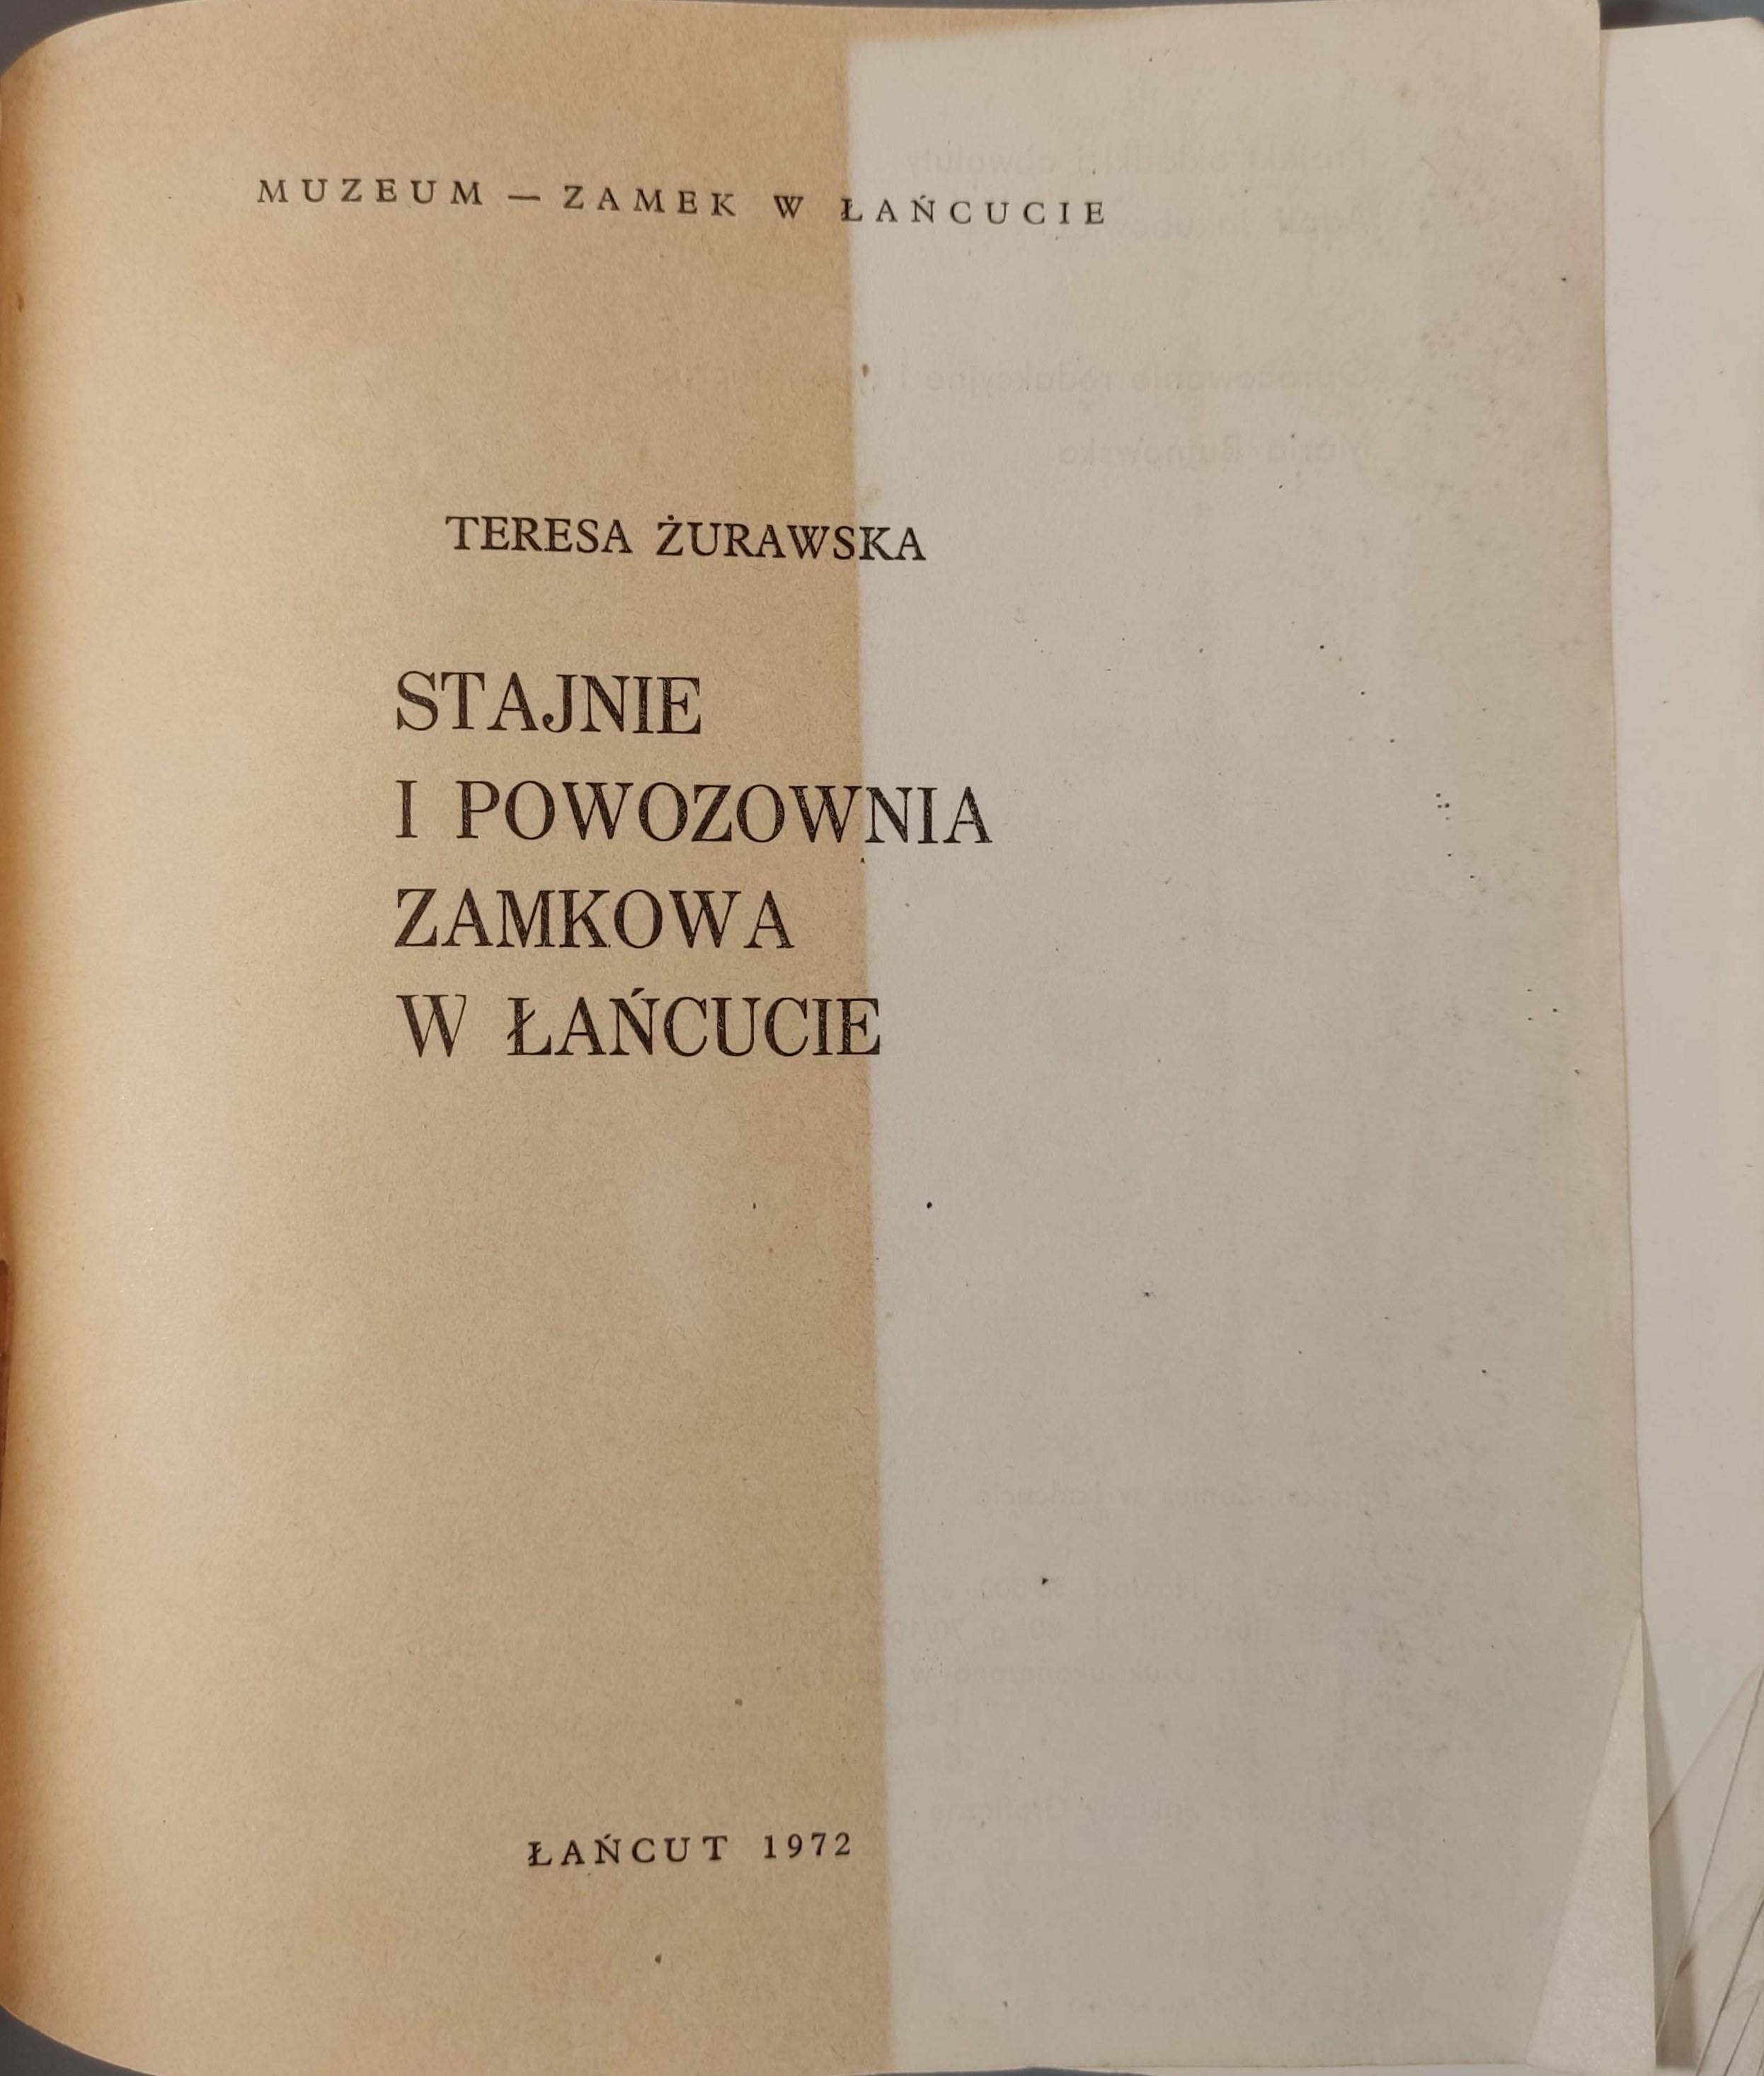 MUZEUM — ZAMEK W ŁAŃCUCIE
TERESA ŻURAWSKA
STAJNIE
I POWOZOWNIA
ZAMKOWA
W ŁAŃCUCIE
ŁAŃCUT 1972